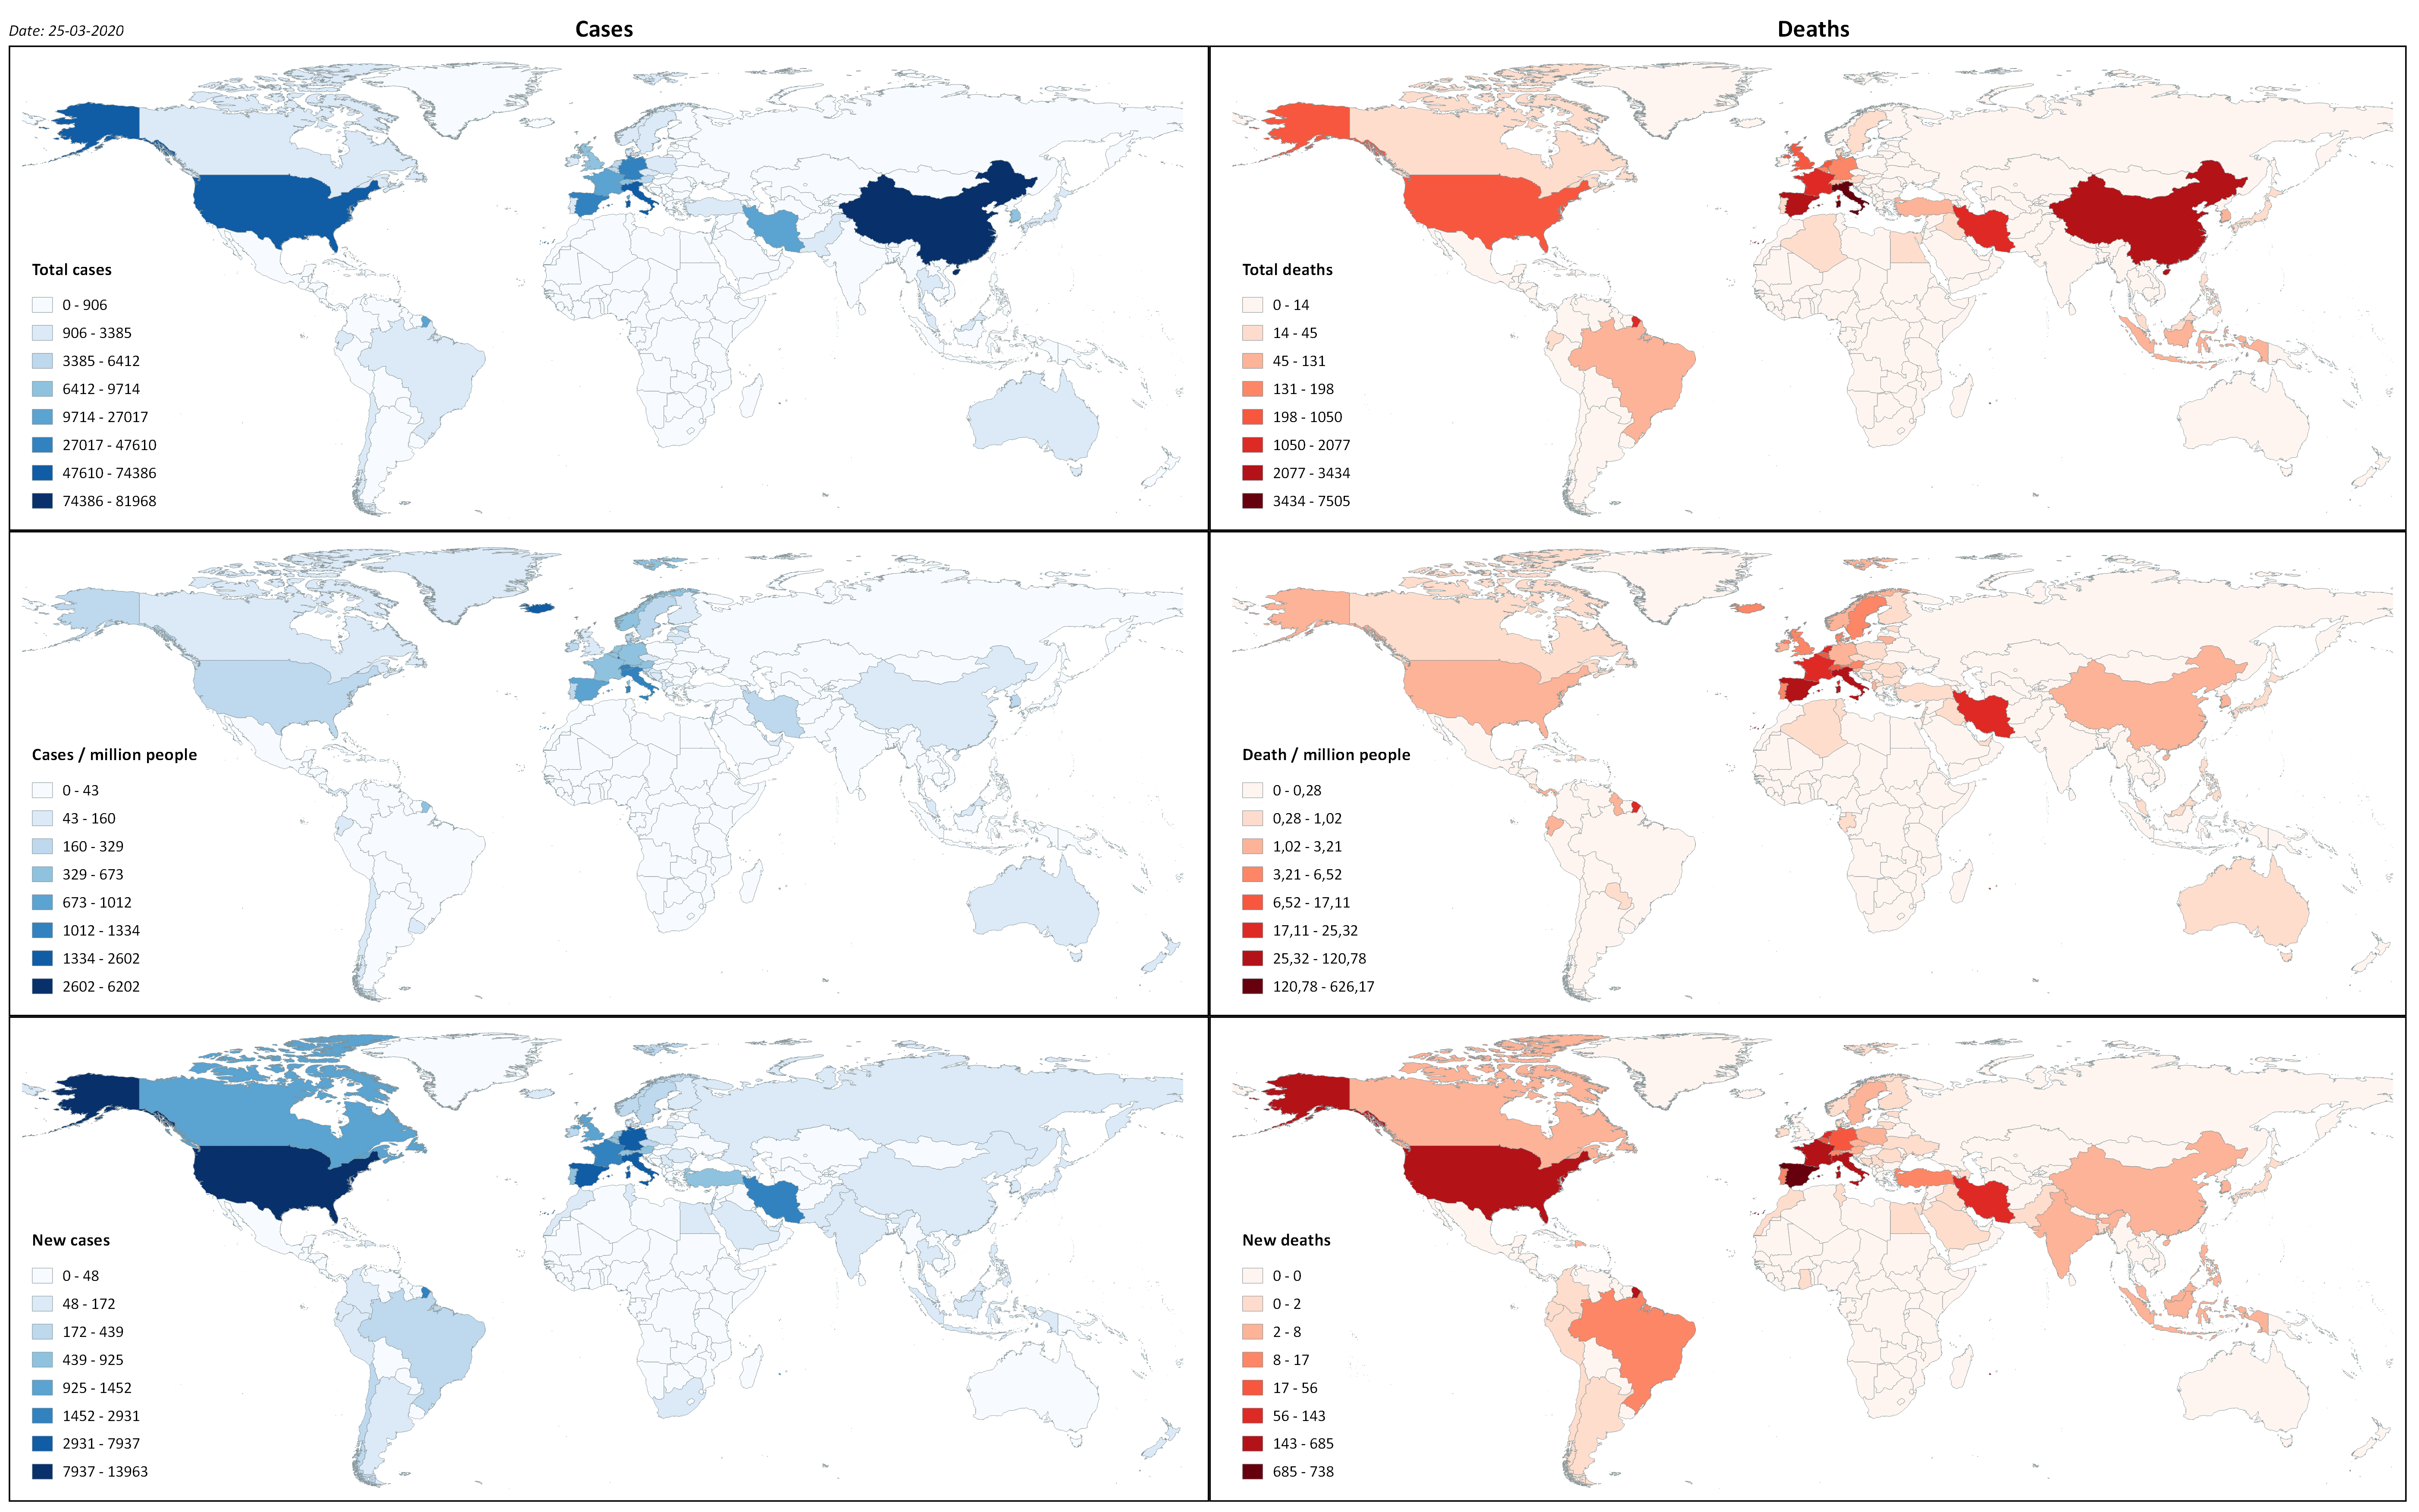 Date: 25-03-2020
Cases
Deaths
Total cases
0 - 906
906 - 3385
3385 - 6412
6412 - 9714
9714 - 27017
27017 - 47610
47610 - 74386
74386 - 81968
Total deaths
0 - 14
14 - 45
45 - 131
131 - 198
198 - 1050
1050 - 2077
2077 - 3434
3434 - 7505
Cases / million people
0 - 43
43 - 160
160 - 329
329 - 673
673 - 1012
1012 - 1334
1334 - 2602
2602 - 6202
Death / million people
0 - 0,28
0,28 - 1,02
1,02 - 3,21
3,21 - 6,52
6,52 - 17,11
17,11 - 25,32
25,32 - 120,78
120,78 - 626,17
New cases
0 - 48
48 - 172
172 - 439
439 - 925
925 - 1452
1452 - 2931
2931 - 7937
7937 - 13963
New deaths
0 - 0
0 - 2
2 - 8
8 - 17
17 - 56
56 - 143
143 - 685
685 - 738